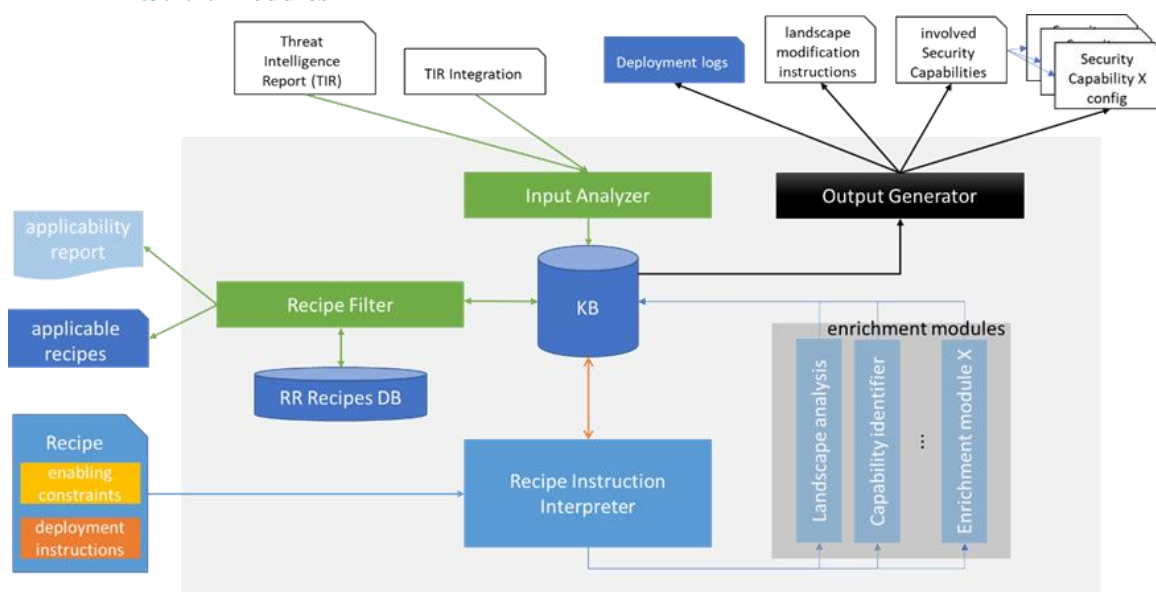 Threat
Intelligence
Report (TIR)
TIR Integration
Deployment logs
landscape
modification
instructions
involved
Security
Capabilities
Security
Capability X
config
Input Analyzer
Output Generator
applicability
report
Recipe Filter
KB
applicable
recipes
enrichment modules
RR Recipes DB
Landscape analysis
Capability identifier
...
Enrichment module X
Recipe
enabling
constraints
deployment
instructions
Recipe Instruction
Interpreter